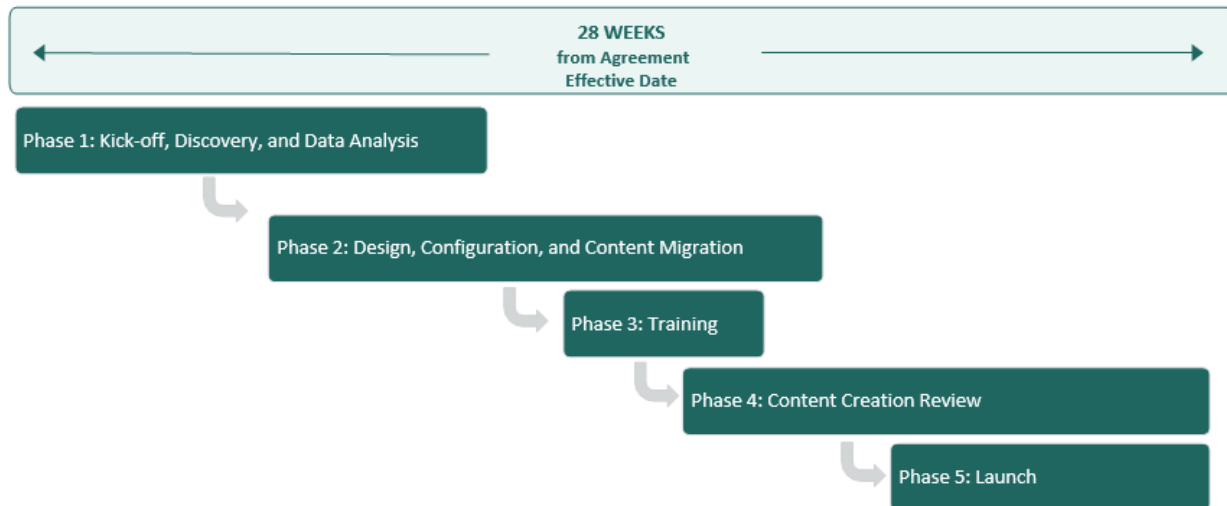 28 WEEKS
from Agreement
Effective Date
Phase 1: Kick-off, Discovery, and Data Analysis
Phase 2: Design, Configuration, and Content Migration
Phase 3: Training
Phase 4: Content Creation Review
Phase 5: Launch